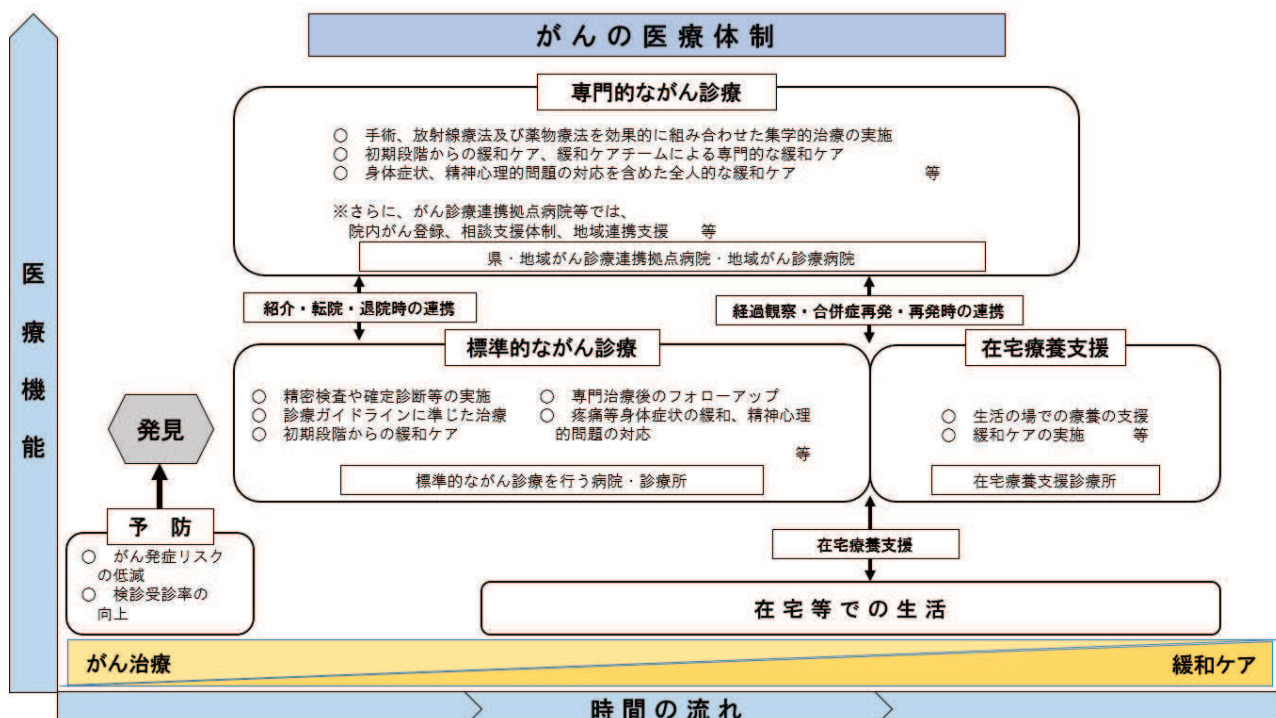 がんの医療体制
専門的ながん診療
○ 手術、放射線療法及び薬物療法を効果的に組み合わせた集学的治療の実施
○ 初期段階からの緩和ケア、緩和ケアチームによる専門的な緩和ケア
○ 身体症状、精神心理的問題の対応を含めた全人的な緩和ケア 等
※さらに、がん診療連携拠点病院等では、
院内がん登録、相談支援体制、地域連携支援 等
県・地域がん診療連携拠点病院・地域がん診療病院
紹介・転院・退院時の連携
経過観察・合併症再発・再発時の連携
標準的ながん診療
○ 精密検査や確定診断等の実施
○ 診療ガイドラインに準じた治療
○ 初期段階からの緩和ケア
○ 専門治療後のフォローアップ
○ 疼痛等身体症状の緩和、精神心理
的問題の対応
等
標準的ながん診療を行う病院・診療所
在宅療養支援
○ 生活の場での療養の支援
○ 緩和ケアの実施 等
在宅療養支援診療所
発見
予 防
○ がん発症リスク
の低減
○ 検診受診率の
向上
在宅療養支援
在宅等での生活
がん治療
緩和ケア
医療機能
時間の流れ